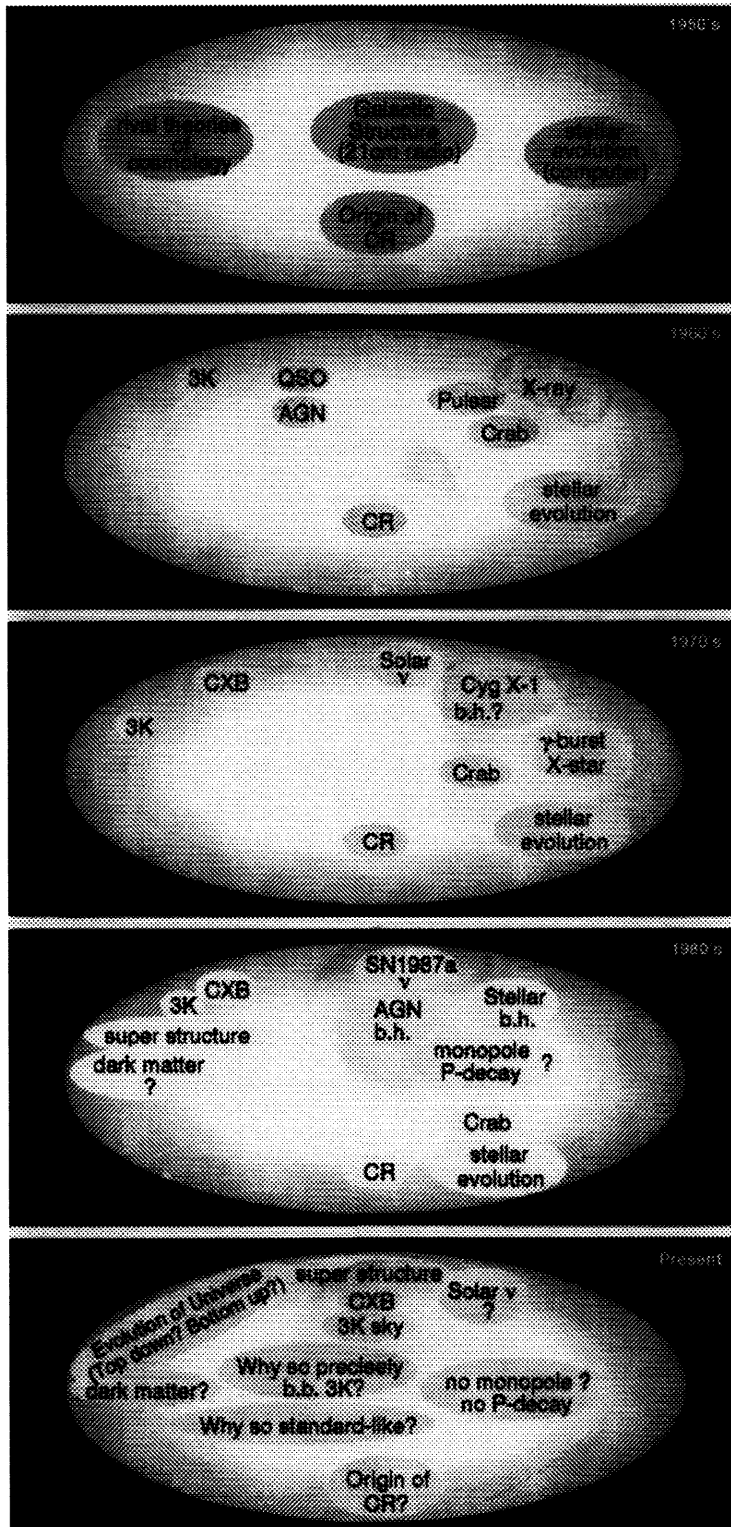 1950's
rival theories
of
cosmology
Galactic
Structure
(21cm radio)
stellar
evolution
(computer)
Origin of
CR
1960's
3K
QSO
AGN
Pulsar
X-ray
Crab
stellar
evolution
CR
1970's
CXB
Solar
ν
Cyg X-1
b.h.?
3K
γ-burst
X-star
Crab
stellar
evolution
CR
1980's
SN1987a
ν
CXB
3K
AGN
b.h.
Stellar
b.h.
super structure
dark matter
?
monopole
P-decay
?
Crab
stellar
evolution
CR
Present
Evolution of Universe
(Top down? Bottom up?)
super structure
CXB
3K sky
Solar ν
?
dark matter?
Why so precisely
b.b. 3K?
no monopole ?
no P-decay
Why so standard-like?
Origin of
CR?